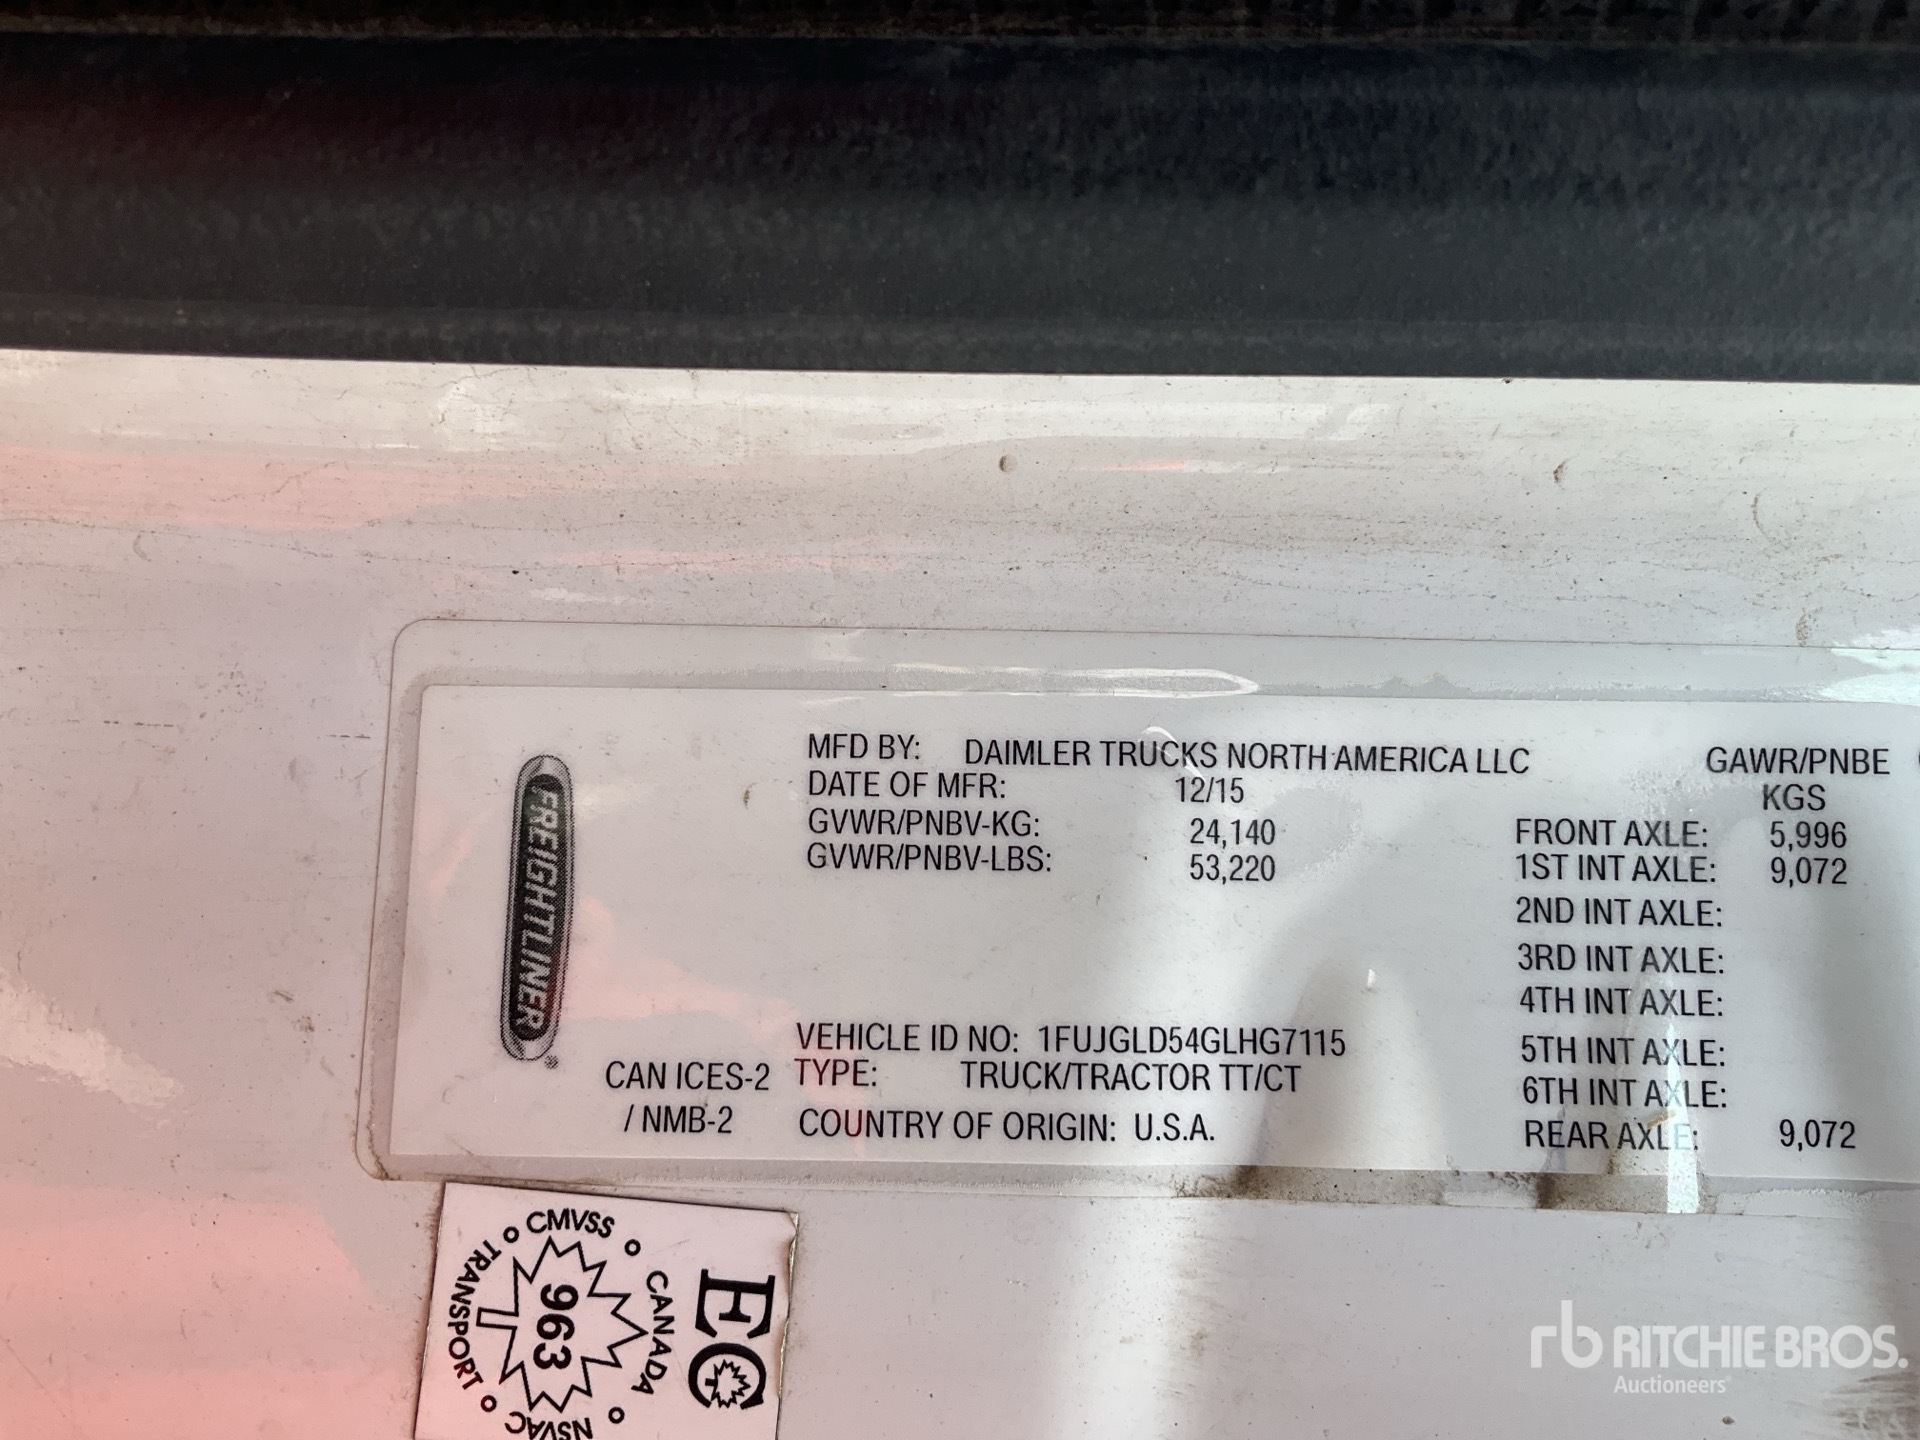 MFD BY: DAIMLER TRUCKS NORTH AMERICA LLC
DATE OF MFR: 12/15
GVWR/PNBV-KG: 24,140
GVWR/PNBV-LBS: 53,220
GAWR/PNBE
KGS
FRONT AXLE: 5,996
1ST INT AXLE: 9,072
2ND INT AXLE:
3RD INT AXLE:
4TH INT AXLE:
5TH INT AXLE:
6TH INT AXLE:
REAR AXLE: 9,072
FREIGHTLINER®
VEHICLE ID NO: 1FUJGLD54GLHG7115
TYPE: TRUCK/TRACTOR TT/CT
COUNTRY OF ORIGIN: U.S.A.
CAN ICES-2
/ NMB-2
CMVSS
CANADA
NSVAC
TRANSPORT
963
EC
rb RITCHIE BROS.
Auctioneers